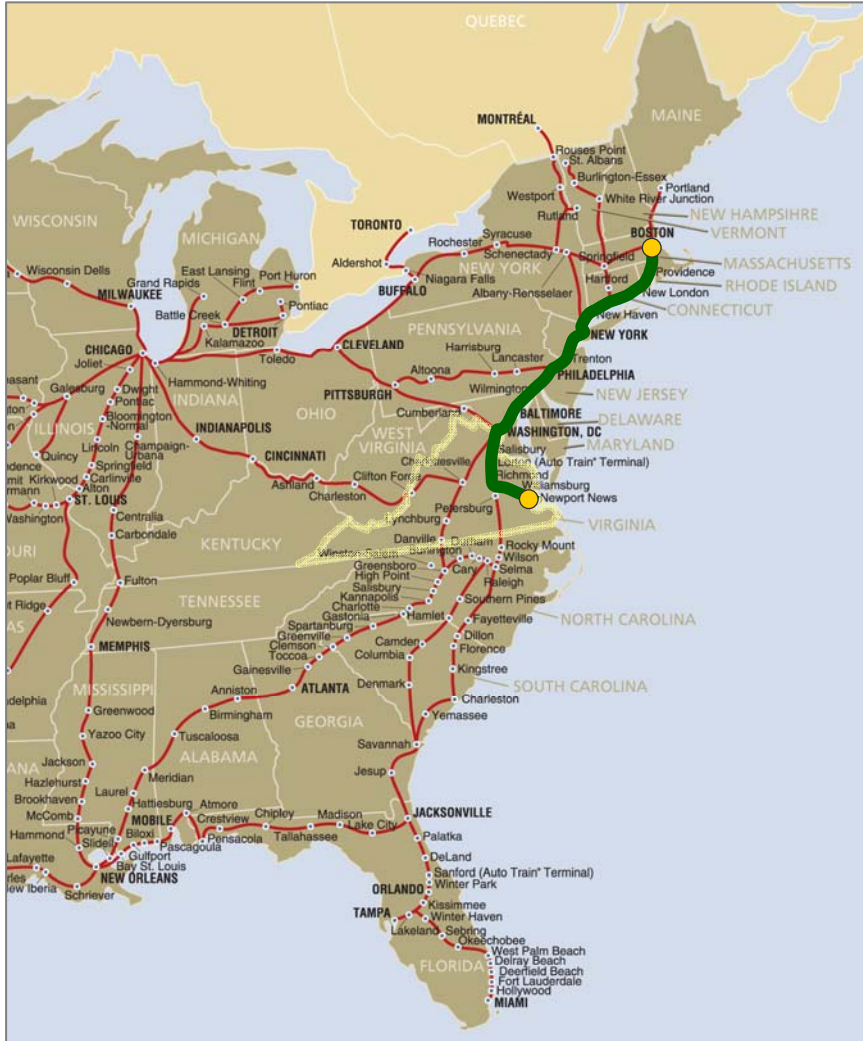 QUEBEC
MAINE
MONTRÉAL
Rouses Point
St. Albans
Burlington-Essex
Portland
Westport
White River Junction
WISCONSIN
NEW HAMPSIHRE
Rutland
VERMONT
MICHIGAN
TORONTO
Syracuse
BOSTON
Rochester
Schenectady
Springfield
MASSACHUSETTS
Aldershot
NEW YORK
Wisconsin Dells
East Lansing
Port Huron
Providence
Grand Rapids
Flint
Niagara Falls
Hartford
RHODE ISLAND
MILWAUKEE
BUFFALO
Albany-Rensselaer
New London
Pontiac
CONNECTICUT
Battle Creek
New Haven
DETROIT
PENNSYLVANIA
NEW YORK
Kalamazoo
CLEVELAND
Harrisburg
CHICAGO
Toledo
Lancaster
Trenton
Joliet
Altoona
PHILADELPHIA
Hammond-Whiting
Dwight
PITTSBURGH
Wilmington
NEW JERSEY
Galesburg
Pontiac
INDIANA
OHIO
Cumberland
BALTIMORE
DELAWARE
Bloomington
-Normal
ILLINOIS
INDIANAPOLIS
WEST
VIRGINIA
WASHINGTON, DC
MARYLAND
Lincoln
Champaign-
Urbana
Salisbury
Quincy
CINCINNATI
Charlottesville
Lorton (Auto Train* Terminal)
Springfield
Clifton Forge
Richmond
Kirkwood
Carlinville
Ashland
Williamsburg
Alton
Charleston
Newport News
ST. LOUIS
Petersburg
Washington
Centralia
Lynchburg
VIRGINIA
Carbondale
KENTUCKY
Danville
Durham
Winston-Salem
Burlington
Rocky Mount
Greensboro
Wilson
Poplar Bluff
Fulton
High Point
Cary
Selma
TENNESSEE
Salisbury
Raleigh
Kannapolis
Southern Pines
Newbern-Dyersburg
Charlotte
NORTH CAROLINA
Gastonia
Hamlet
Fayetteville
Spartanburg
Greenville
Dillon
MEMPHIS
Clemson
Camden
Florence
Toccoa
Columbia
Gainesville
Kingstree
MISSISSIPPI
Anniston
ATLANTA
Denmark
SOUTH CAROLINA
Charleston
Greenwood
Birmingham
GEORGIA
Yemassee
Yazoo City
Tuscaloosa
ALABAMA
Savannah
Jackson
Meridian
Jesup
Hazlehurst
Laurel
Brookhaven
Hattiesburg
Atmore
Chipley
Madison
McComb
MOBILE
Crestview
Lake City
JACKSONVILLE
Hammond
Picayune
Biloxi
Slidell
Pensacola
Tallahassee
Palatka
Pascagoula
Gulfport
Lafayette
Bay St. Louis
DeLand
NEW ORLEANS
Sanford (Auto Train* Terminal)
New Iberia
Schriever
ORLANDO
Winter Park
Kissimmee
TAMPA
Winter Haven
Lakeland
Sebring
Okeechobee
West Palm Beach
Delray Beach
FLORIDA
Deerfield Beach
Fort Lauderdale
Hollywood
MIAMI